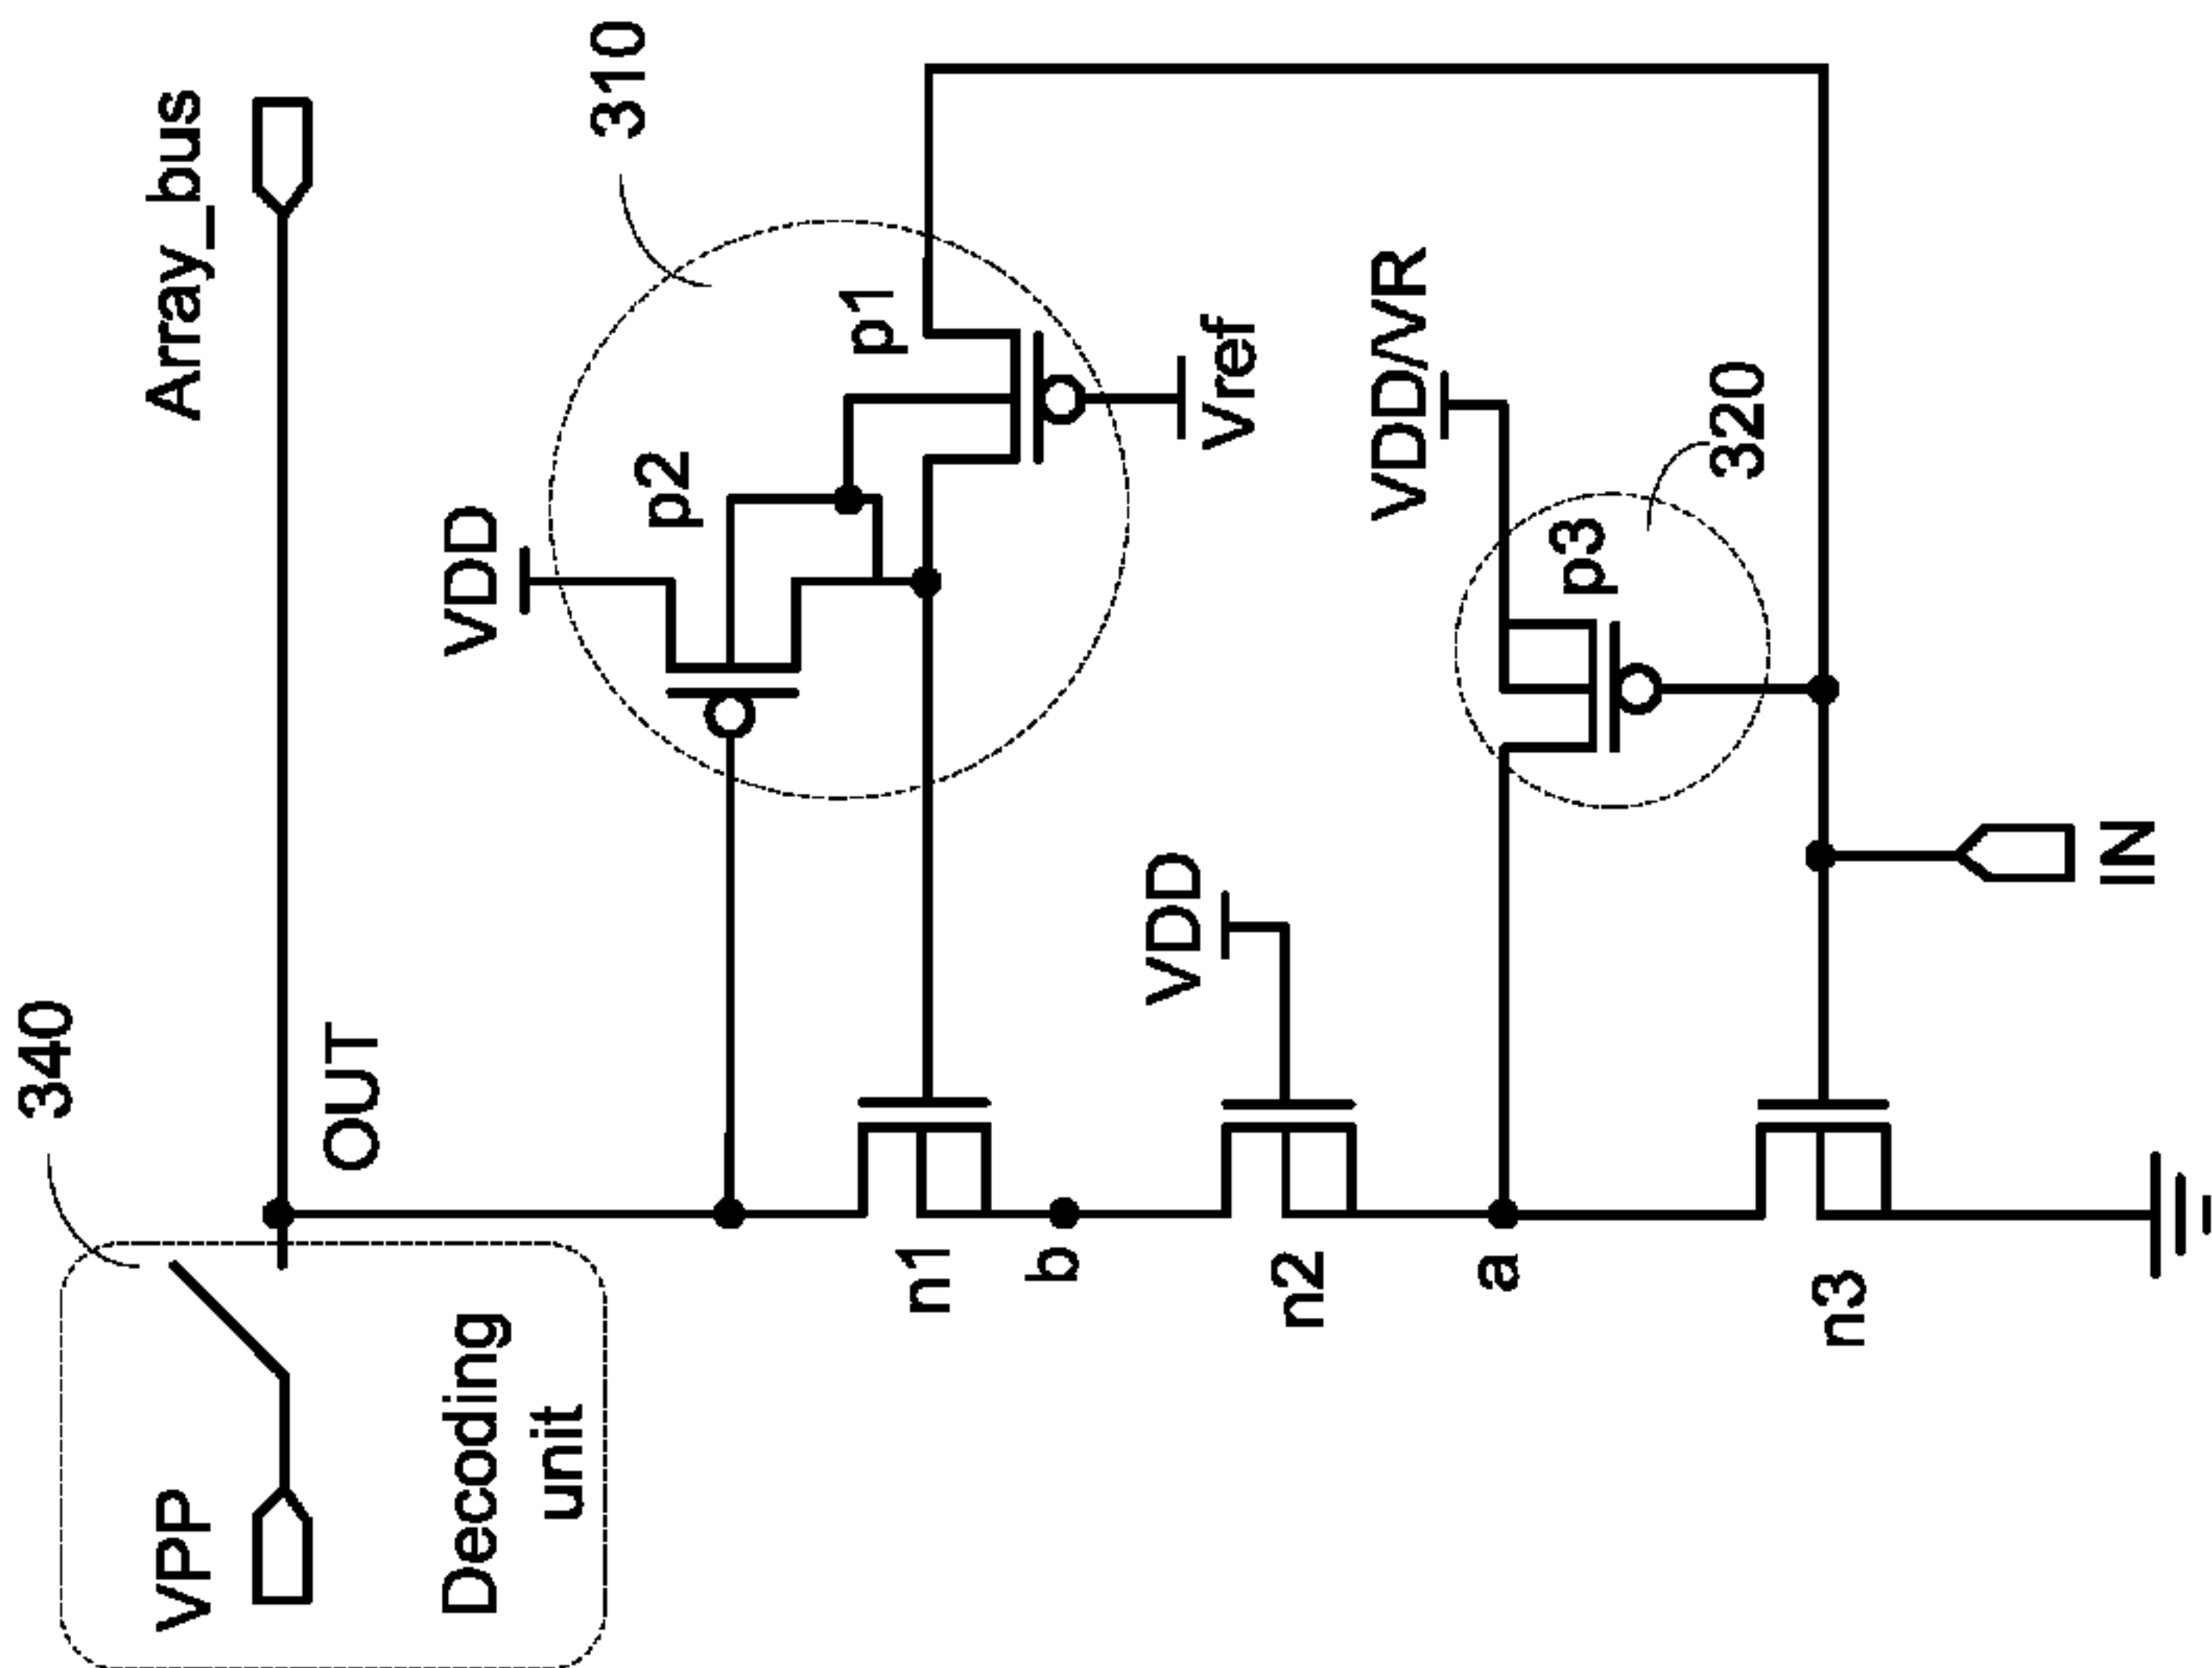 340
VPP
Decoding
unit
OUT
Array_bus
310
VDD
p2
p1
Vref
n1
b
VDD
n2
VDD/VR
320
p3
a
n3
IN